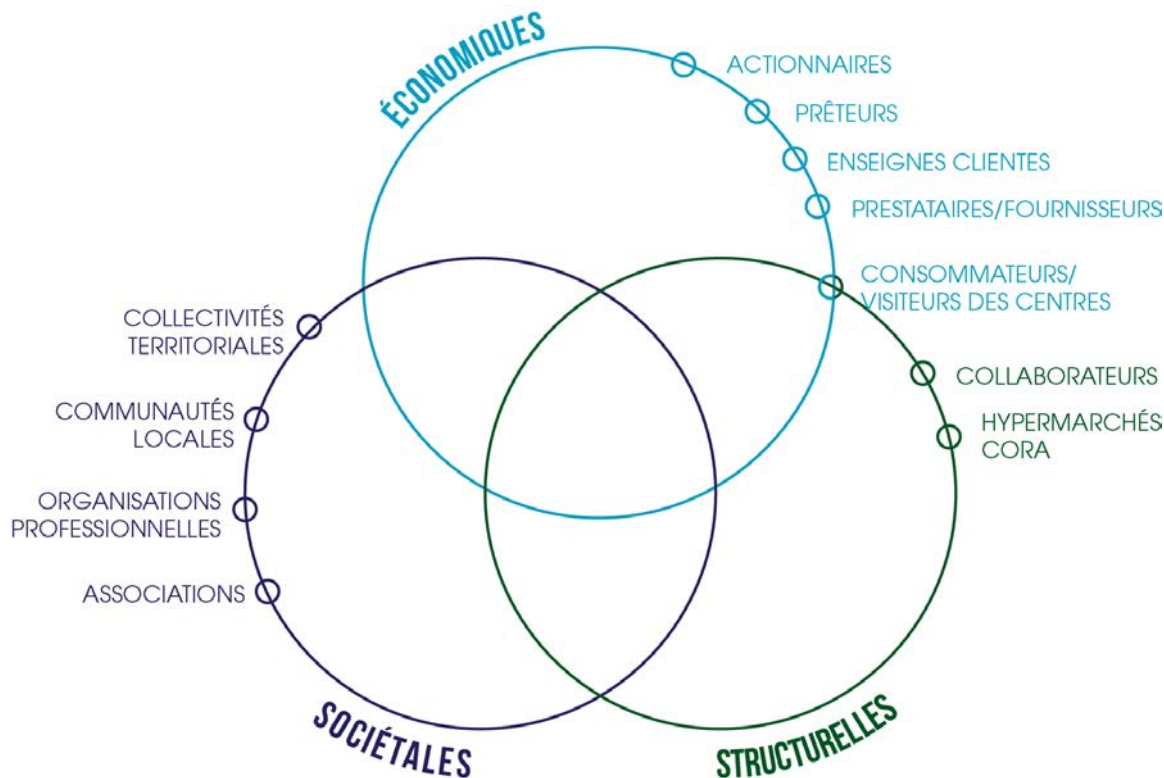 ÉCONOMIQUES
ACTIONNAIRES
PRÊTEURS
ENSEIGNES CLIENTES
PRESTATAIRES/FOURNISSEURS
CONSOMMATEURS/
VISITEURS DES CENTRES
COLLABORATEURS
HYPERMARCHÉS
CORA
COLLECTIVITÉS
TERRITORIALES
COMMUNAUTÉS
LOCALES
ORGANISATIONS
PROFESSIONNELLES
ASSOCIATIONS
SOCIÉTALES
STRUCTURELLES